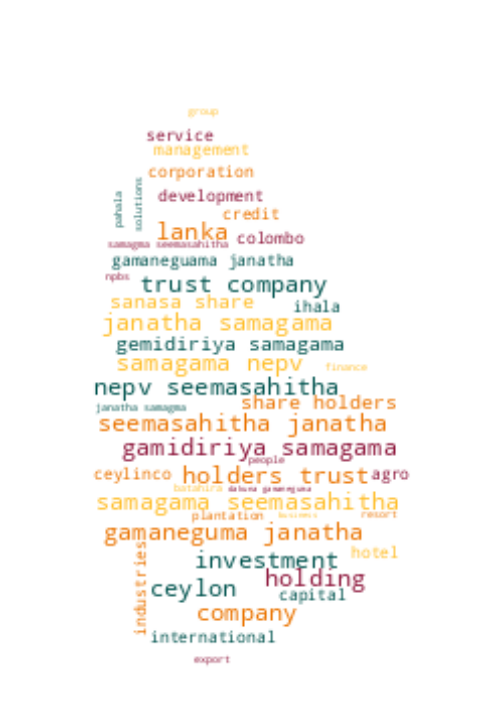 group
service
management
corporation
pahala
solutions
development
credit
lanka
colombo
samagma seemasahitha
gamaneguama janatha
npbs
trust company
sanasa share
ihala
janatha samagama
gemidiriya samagama
samagama nepv
finance
nepv seemasahitha
share holders
janatha samagma
seemasahitha janatha
gamidiriya samagama
people
ceylinco
holders trust
agro
batahira
dakuna gamaneguma
samagama seemasahitha
plantation
business
resort
gamaneguma janatha
industries
investment
hotel
holding
ceylon
capital
company
international
export